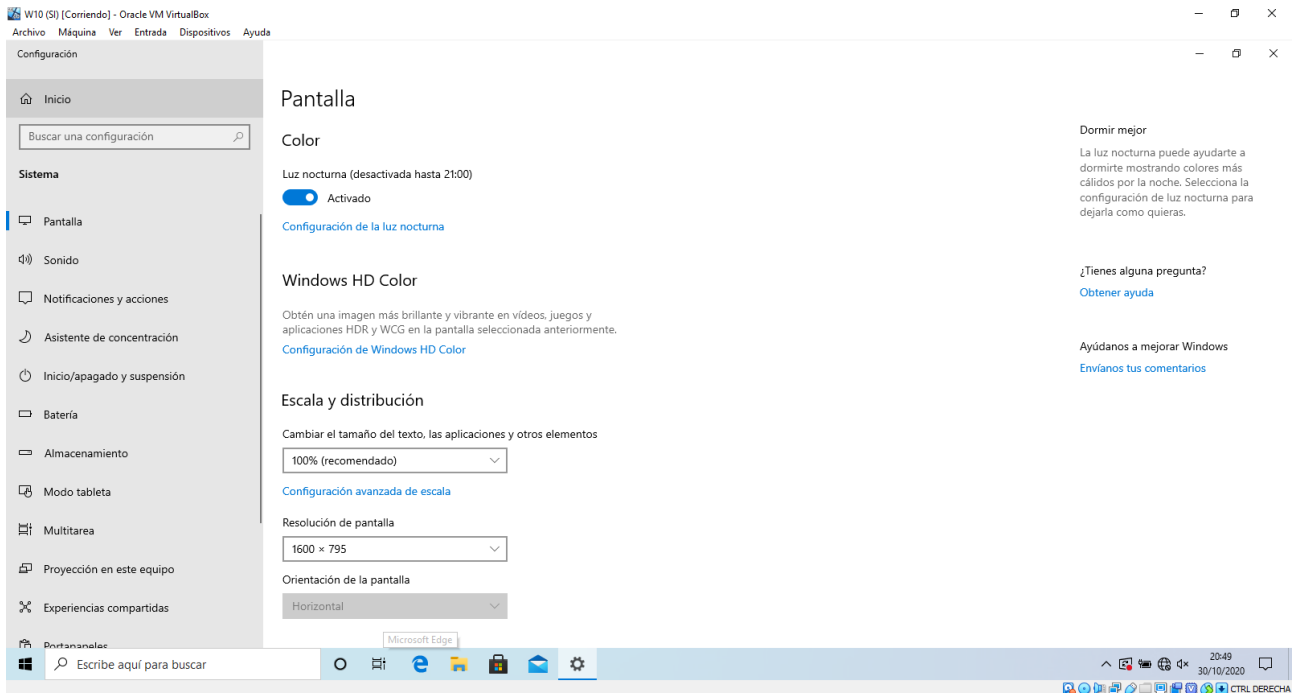 W10 (SI) [Corriendo] - Oracle VM VirtualBox
Archivo Máquina Ver Entrada Dispositivos Ayuda
Configuración
Inicio
Buscar una configuración
Sistema
Pantalla
Sonido
Notificaciones y acciones
Asistente de concentración
Inicio/apagado y suspensión
Batería
Almacenamiento
Modo tableta
Multitarea
Proyección en este equipo
Experiencias compartidas
Portapapeles
Pantalla
Color
Luz nocturna (desactivada hasta 21:00)
Activado
Configuración de la luz nocturna
Windows HD Color
Obtén una imagen más brillante y vibrante en vídeos, juegos y
aplicaciones HDR y WCG en la pantalla seleccionada anteriormente.
Configuración de Windows HD Color
Escala y distribución
Cambiar el tamaño del texto, las aplicaciones y otros elementos
100% (recomendado)
Configuración avanzada de escala
Resolución de pantalla
1600 × 795
Orientación de la pantalla
Horizontal
Dormir mejor
La luz nocturna puede ayudarte a
dormirte mostrando colores más
cálidos por la noche. Selecciona la
configuración de luz nocturna para
dejarla como quieras.
¿Tienes alguna pregunta?
Obtener ayuda
Ayúdanos a mejorar Windows
Envíanos tus comentarios
Microsoft Edge
Escribe aquí para buscar
20:49
30/10/2020
CTRL DERECHA